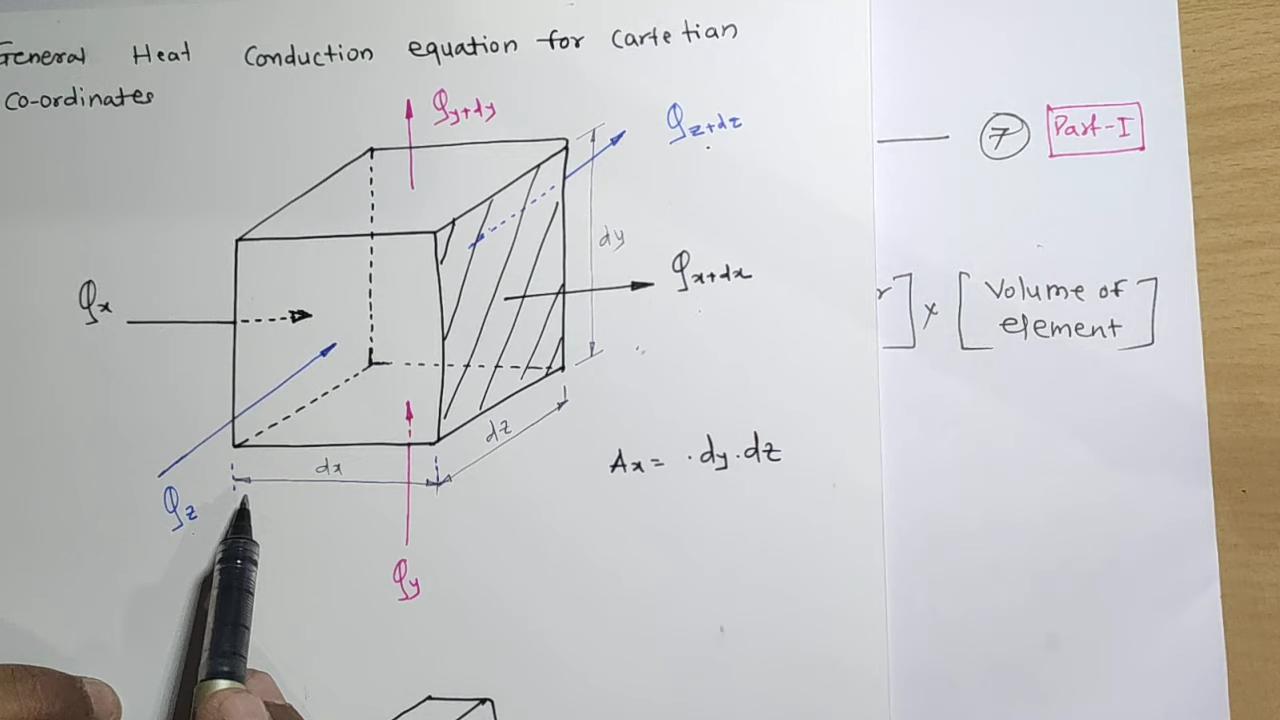 General Heat Conduction equation for Cartetian
Co-ordinates
Qy+dy
Qz+dz
7
Part-I
dy
Qx+dx
Qx
r] x [Volume of
element]
dz
Ax = .dy.dz
dx
Qz
Qy